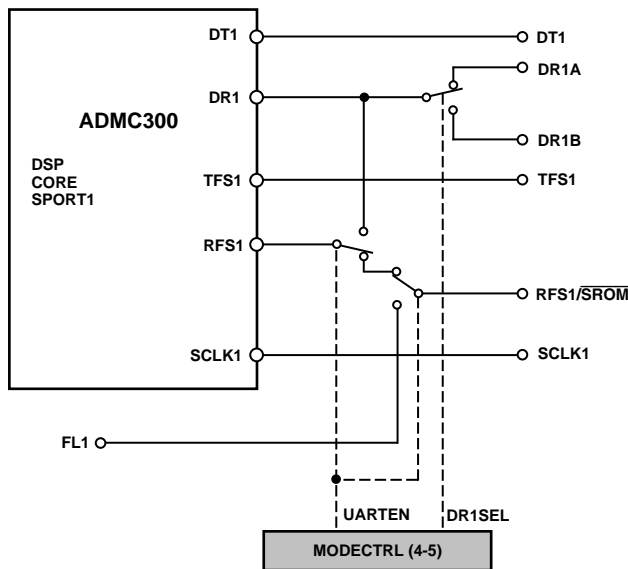 DT1
DT1
DR1A
DR1
ADMC300
DR1B
DSP
CORE
SPORT1
TFS1
TFS1
RFS1
RFS1/SROM
SCLK1
SCLK1
FL1
UARTEN
DR1SEL
MODECTRL (4-5)